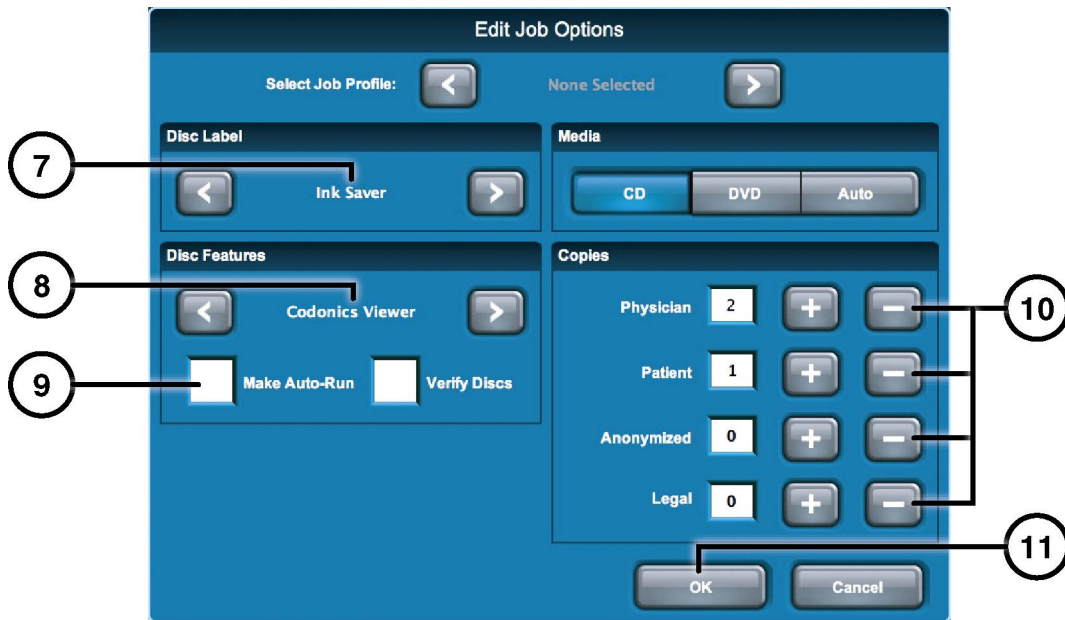 Edit Job Options
Select Job Profile: < None Selected >
Disc Label
7
< Ink Saver >
Media
CD DVD Auto
Disc Features
8
< Codonics Viewer >
9
Make Auto-Run Verify Discs
Copies
Physician 2 + −
10
Patient 1 + −
Anonymized 0 + −
Legal 0 + −
11
OK Cancel